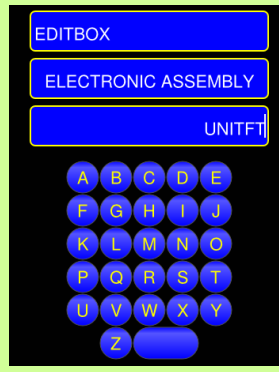 EDITBOX
ELECTRONIC ASSEMBLY
UNITFT
A B C D E
F G H I J
K L M N O
P Q R S T
U V W X Y
Z